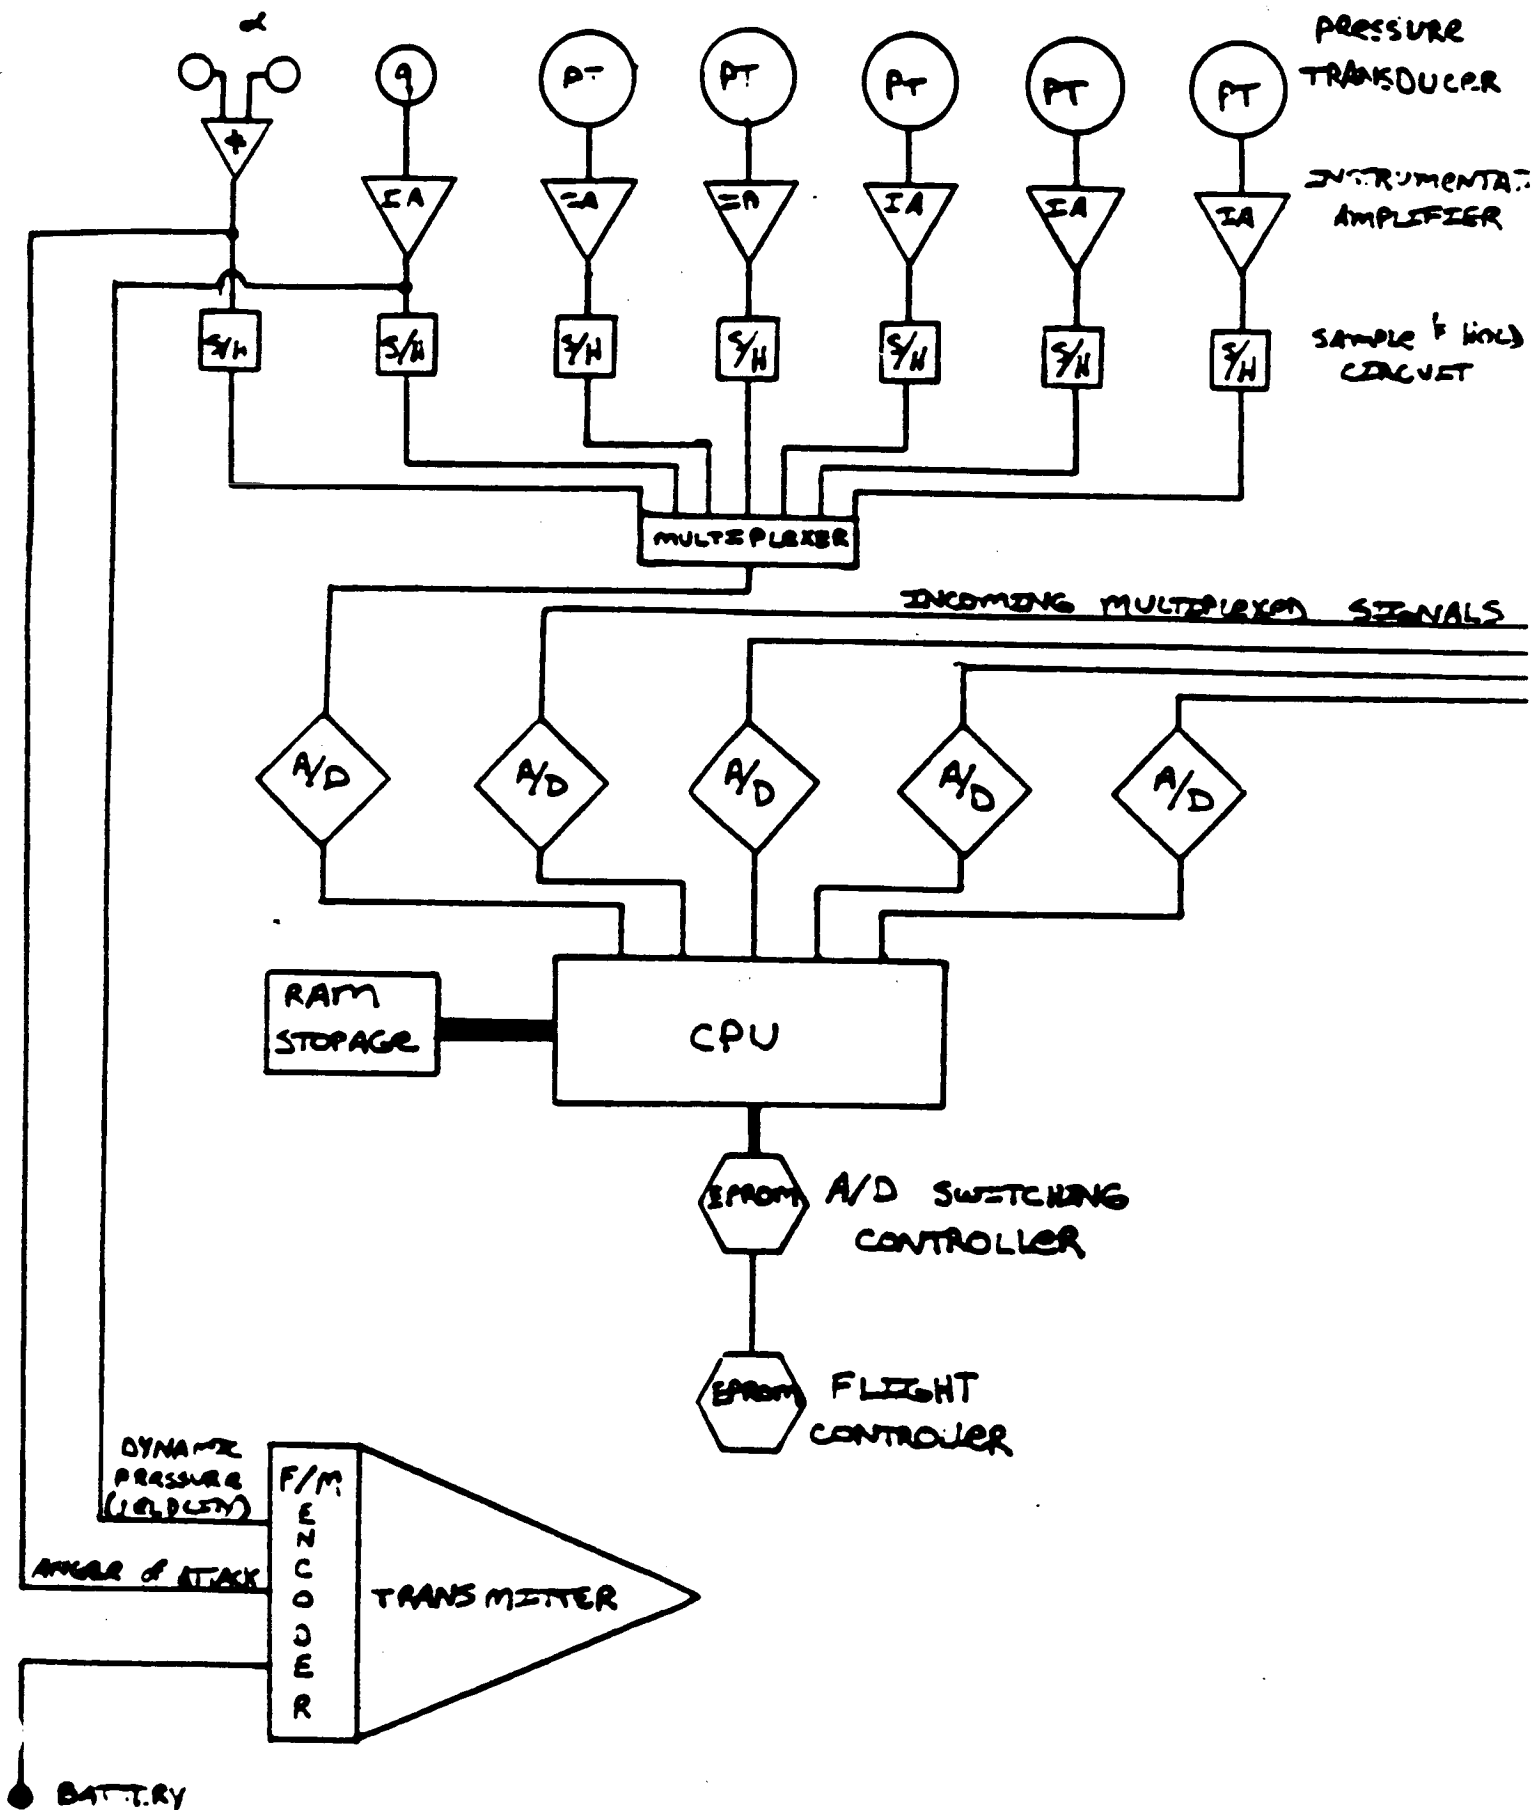 α
q PT PT PT PT PT
PRESSURE
TRANSDUCER
+
IA IA IA IA IA IA
AMPLIFIER
S/H S/H S/H S/H S/H S/H S/H
SAMPLE & HOLD
CIRCUIT
MULTIPLEXER
INCOMING MULTIPLEXED SIGNALS
A/D A/D A/D A/D A/D
RAM
STORAGE
CPU
EPROM
A/D SWITCHING
CONTROLLER
EPROM
FLIGHT
CONTROLLER
DYNAMIC
PRESSURE
(VELOCITY)
ANGLE OF ATTACK
F/M
ENCODER
TRANSMITTER
BATTERY